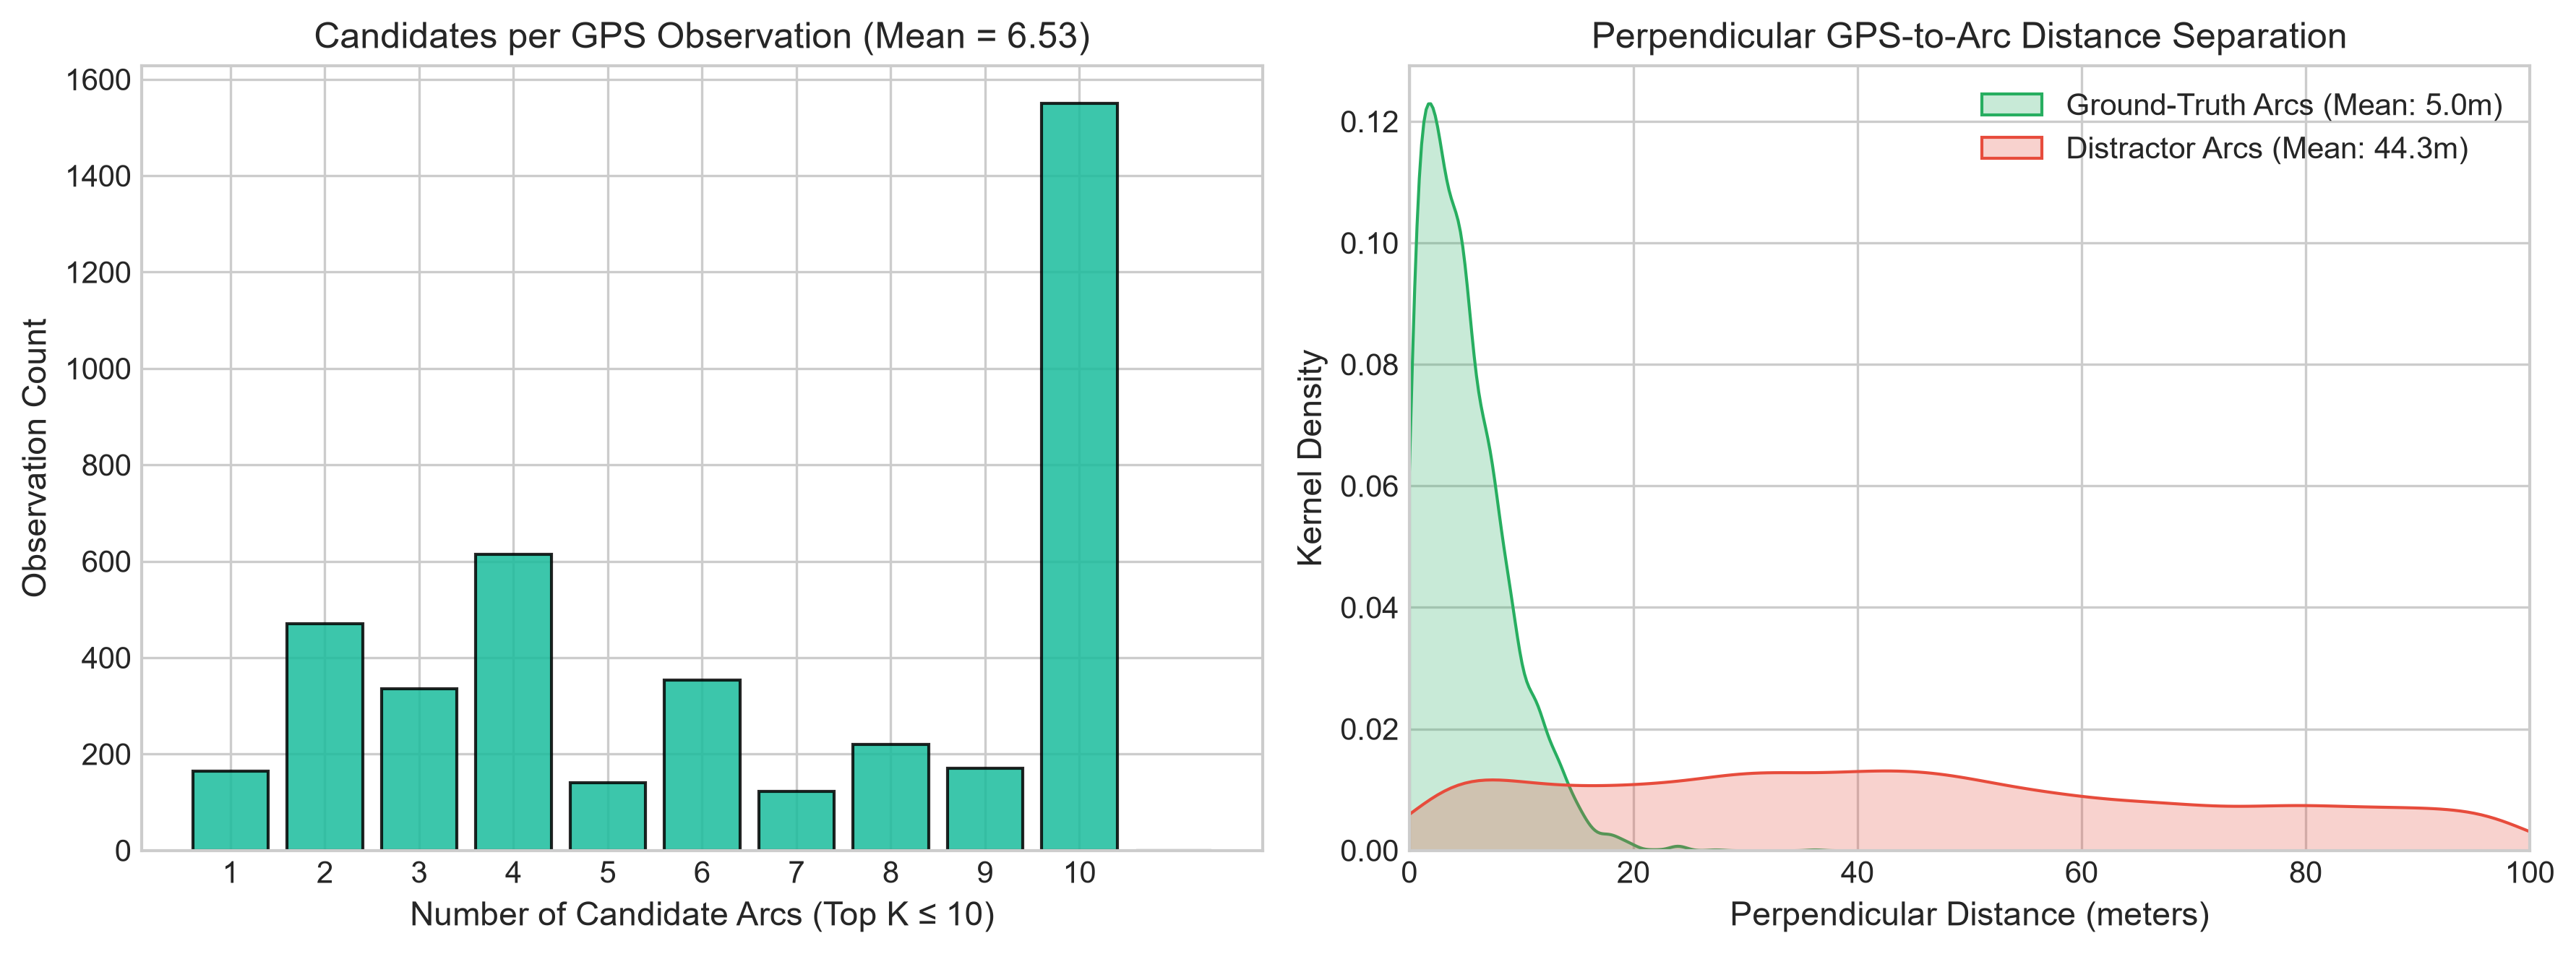 Candidates per GPS Observation (Mean = 6.53)
1600
1400
1200
1000
800
600
400
200
0
Observation Count
1 2 3 4 5 6 7 8 9 10
Number of Candidate Arcs (Top K ≤ 10)
Perpendicular GPS-to-Arc Distance Separation
Ground-Truth Arcs (Mean: 5.0m)
Distractor Arcs (Mean: 44.3m)
0.12
0.10
0.08
0.06
0.04
0.02
0.00
Kernel Density
0 20 40 60 80 100
Perpendicular Distance (meters)